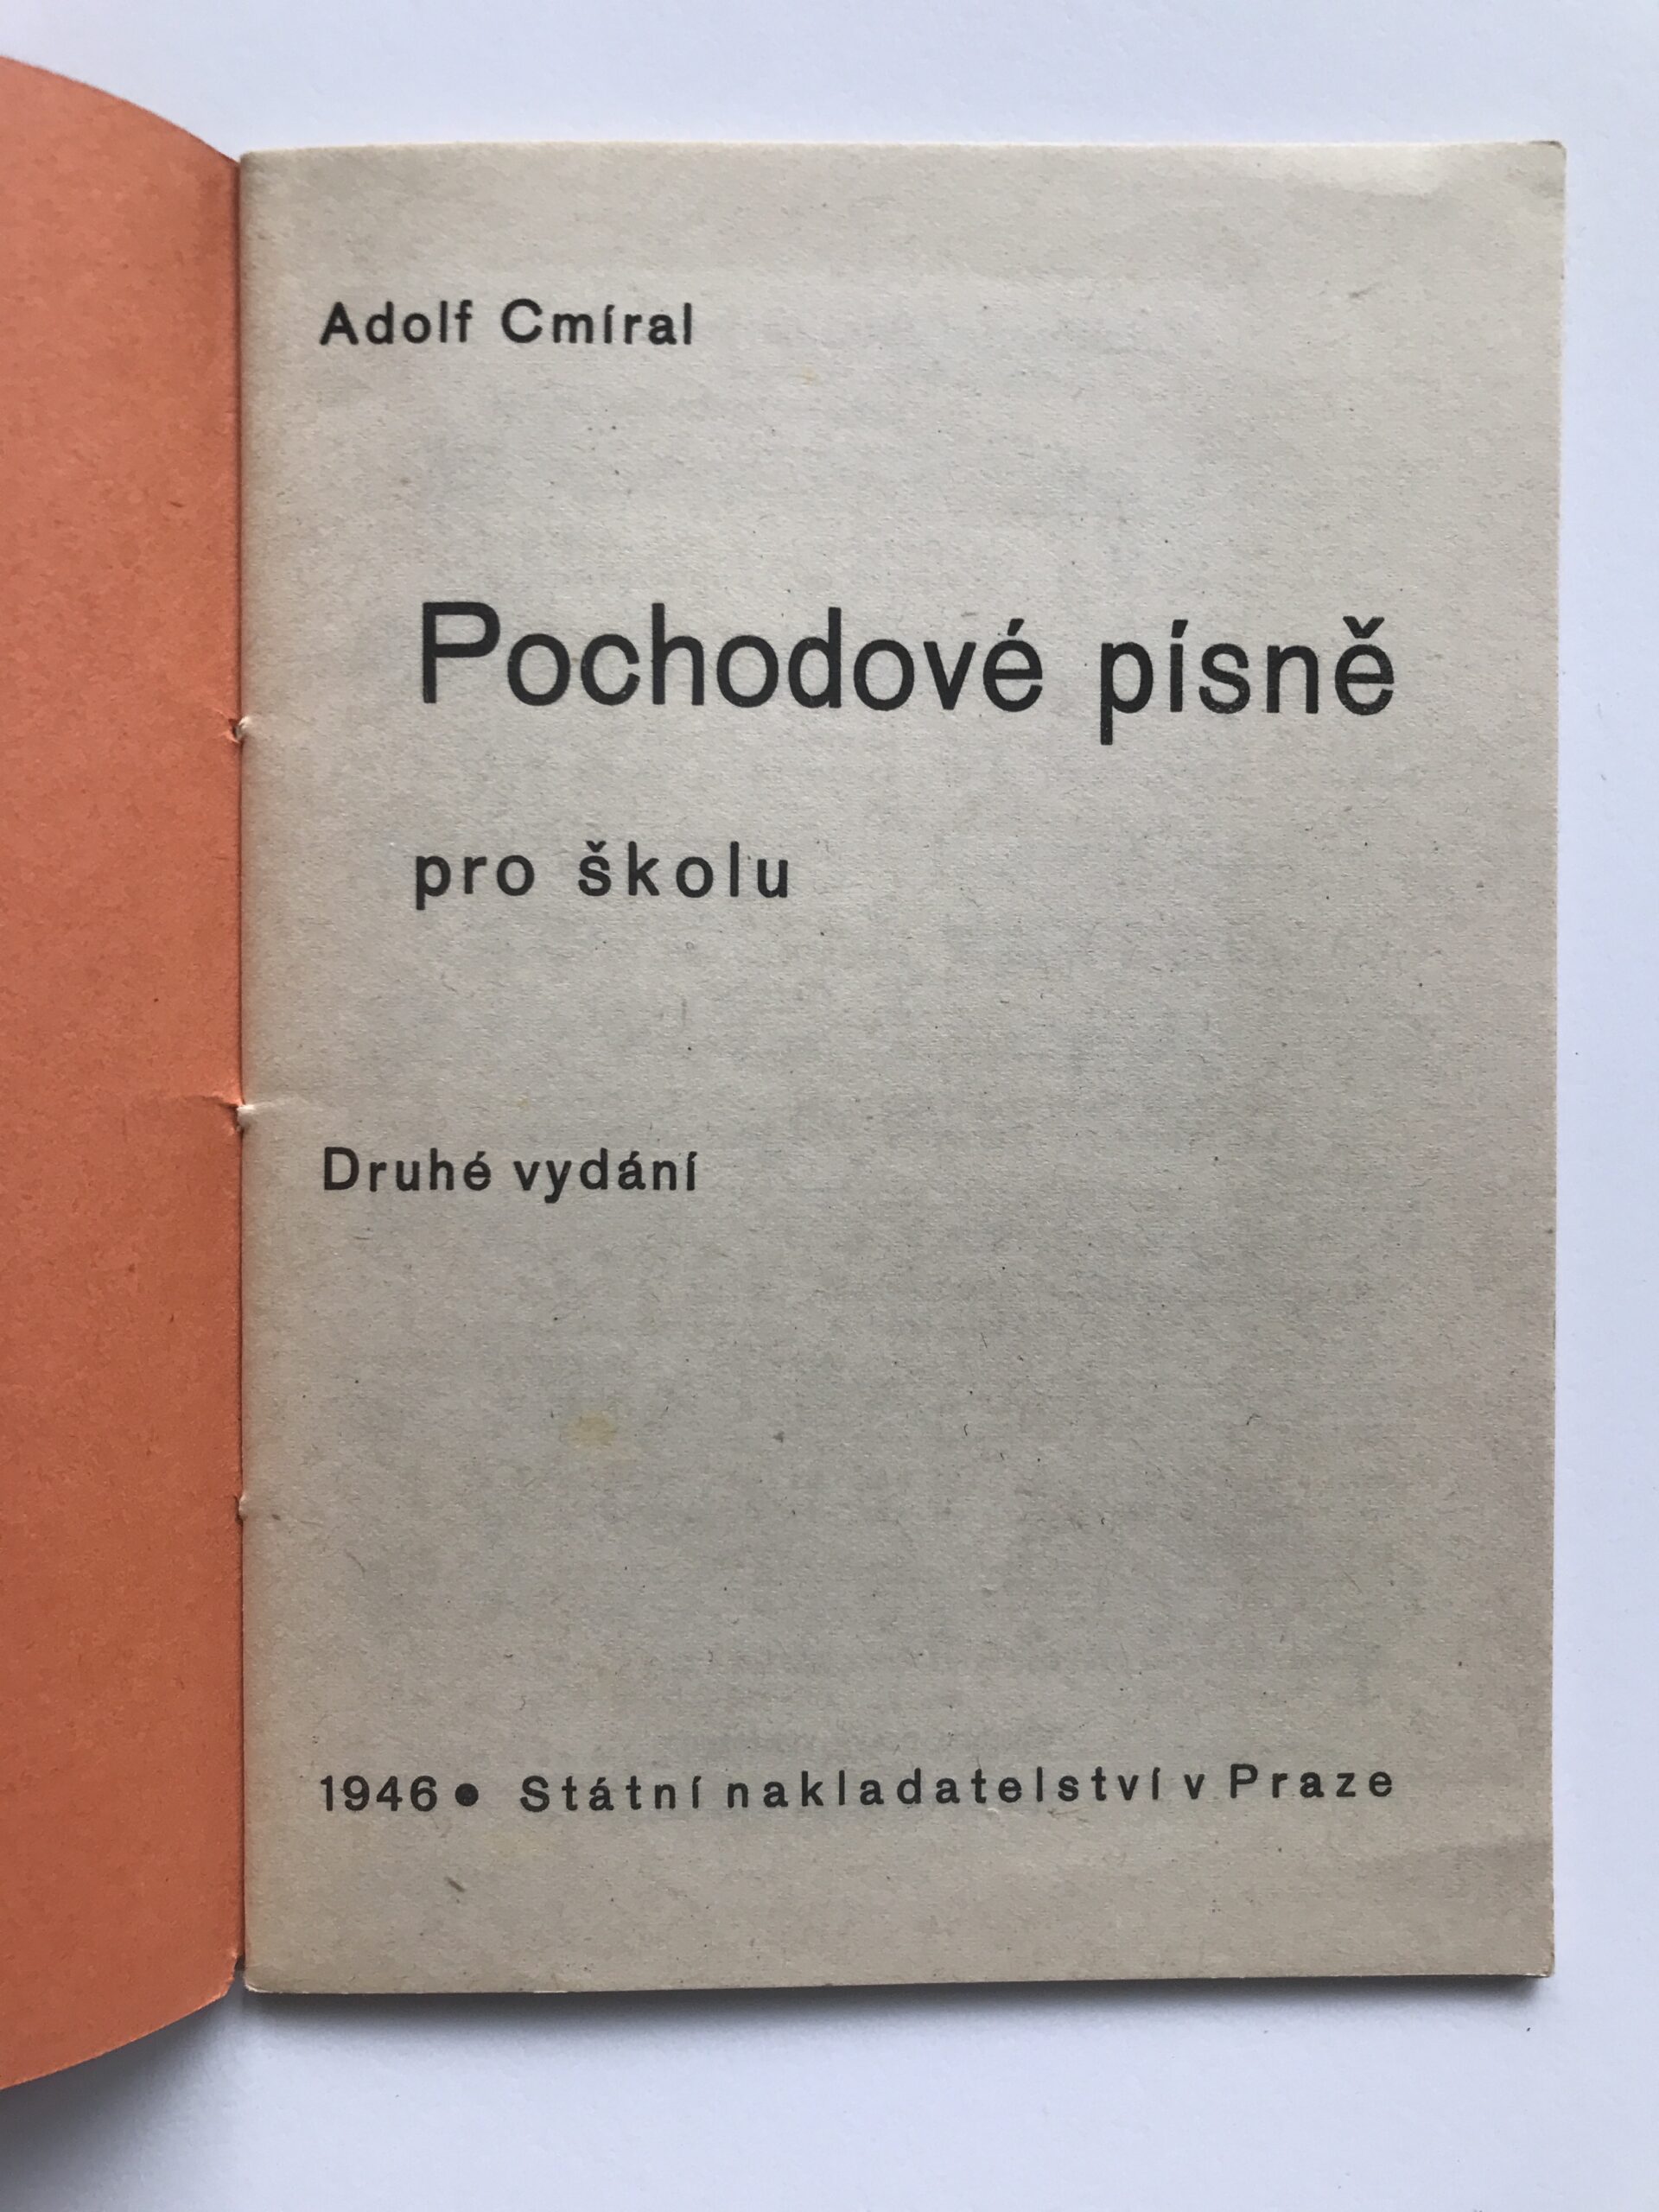 Adolf Cmíral
Pochodové písně
pro školu
Druhé vydání
1946 ● Státní nakladatelství v Praze